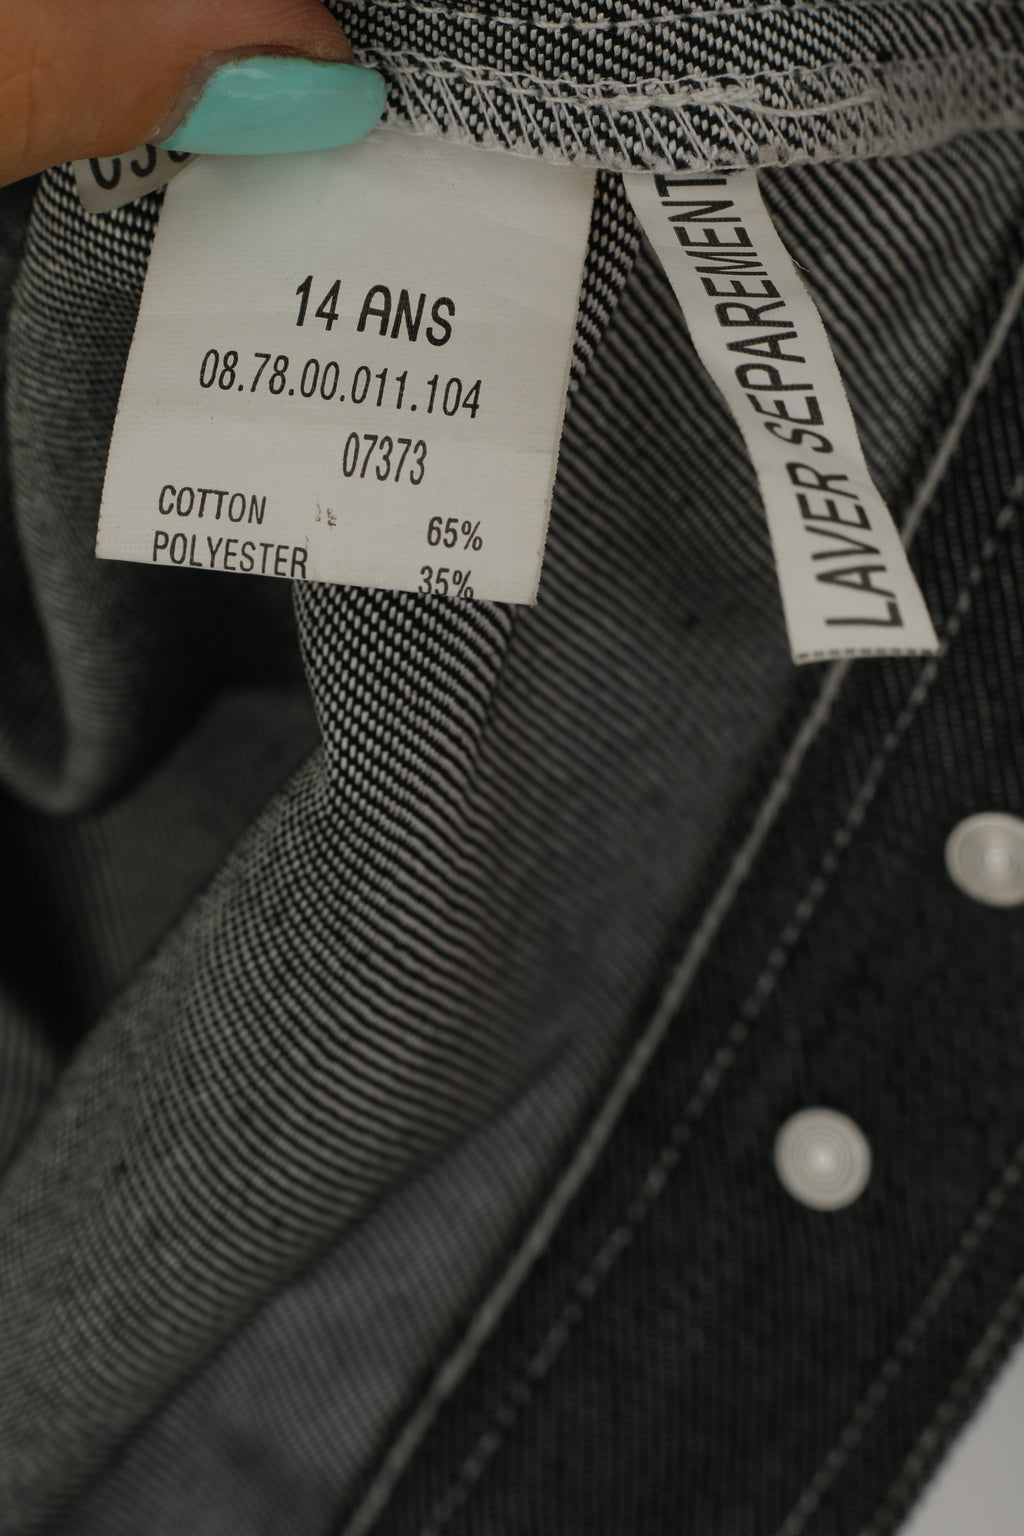 14 ANS
08.78.00.011.104
07373
COTTON 65%
POLYESTER 35%
LAVER SEPAREMENT